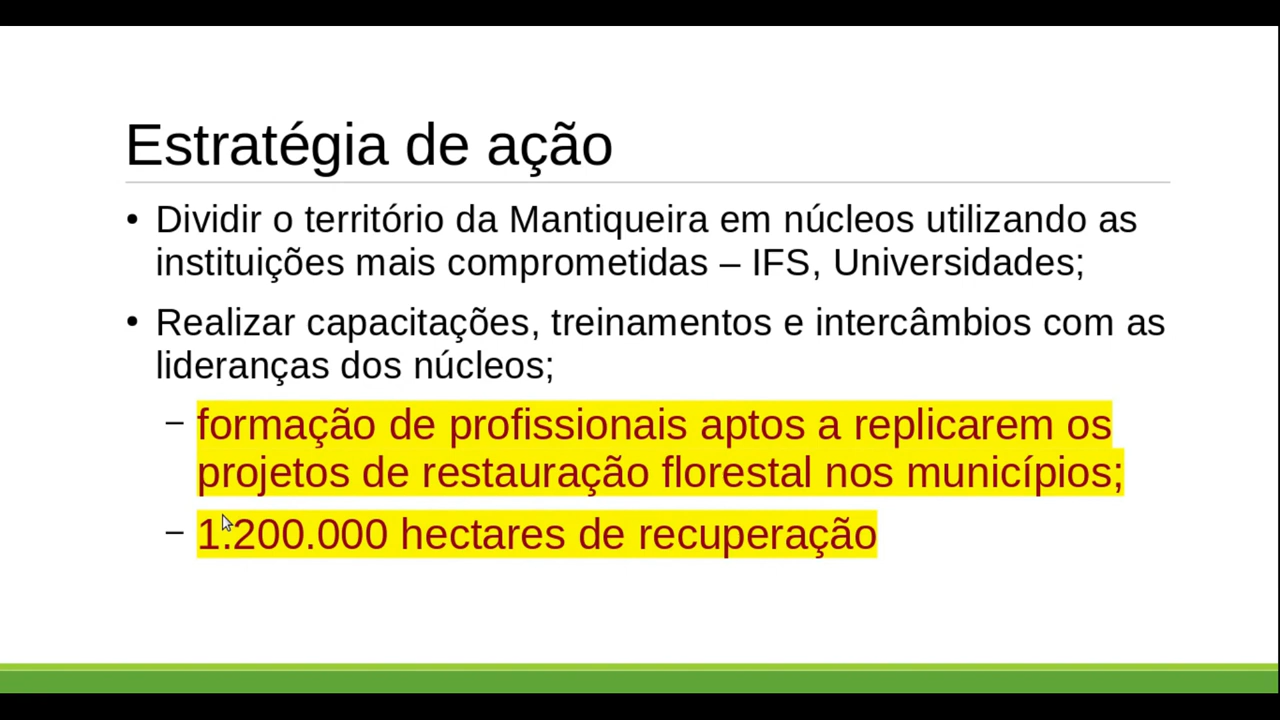 Estratégia de ação
• Dividir o território da Mantiqueira em núcleos utilizando as
instituições mais comprometidas – IFS, Universidades;
• Realizar capacitações, treinamentos e intercâmbios com as
lideranças dos núcleos;
– formação de profissionais aptos a replicarem os
projetos de restauração florestal nos municípios;
– 1.200.000 hectares de recuperação